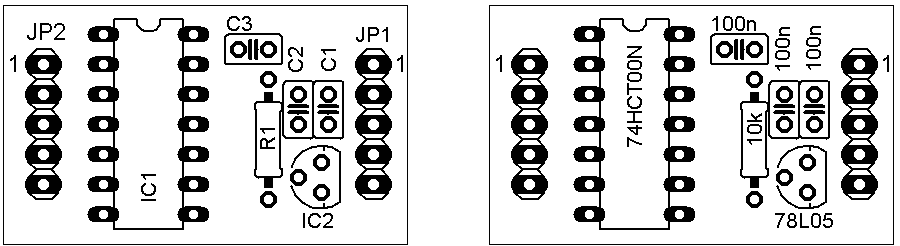 JP2
C3
JP1
1
C2
C1
1
R1
IC1
IC2
100n
1
74HCT00N
100n
100n
1
10k
78L05